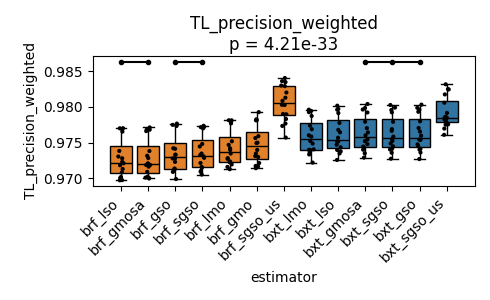 TL_precision_weighted
p = 4.21e-33
TL_precision_weighted
0.985
0.980
0.975
0.970
brf_lso
brf_gmosa
brf_gso
brf_sgso
brf_lmo
brf_gmo
brf_sgso_us
bxt_lmo
bxt_lso
bxt_gmosa
bxt_sgso
bxt_gso
bxt_sgso_us
estimator